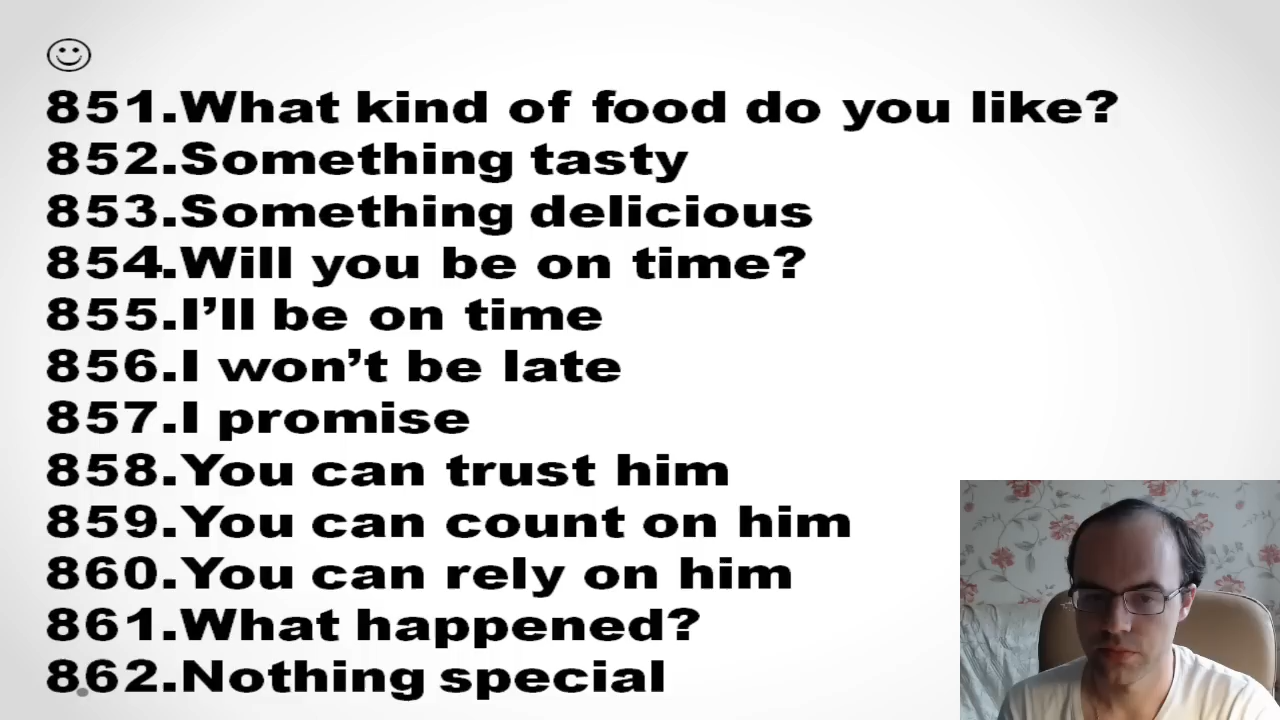 851.What kind of food do you like?
852.Something tasty
853.Something delicious
854.Will you be on time?
855.I’ll be on time
856.I won’t be late
857.I promise
858.You can trust him
859.You can count on him
860.You can rely on him
861.What happened?
862.Nothing special